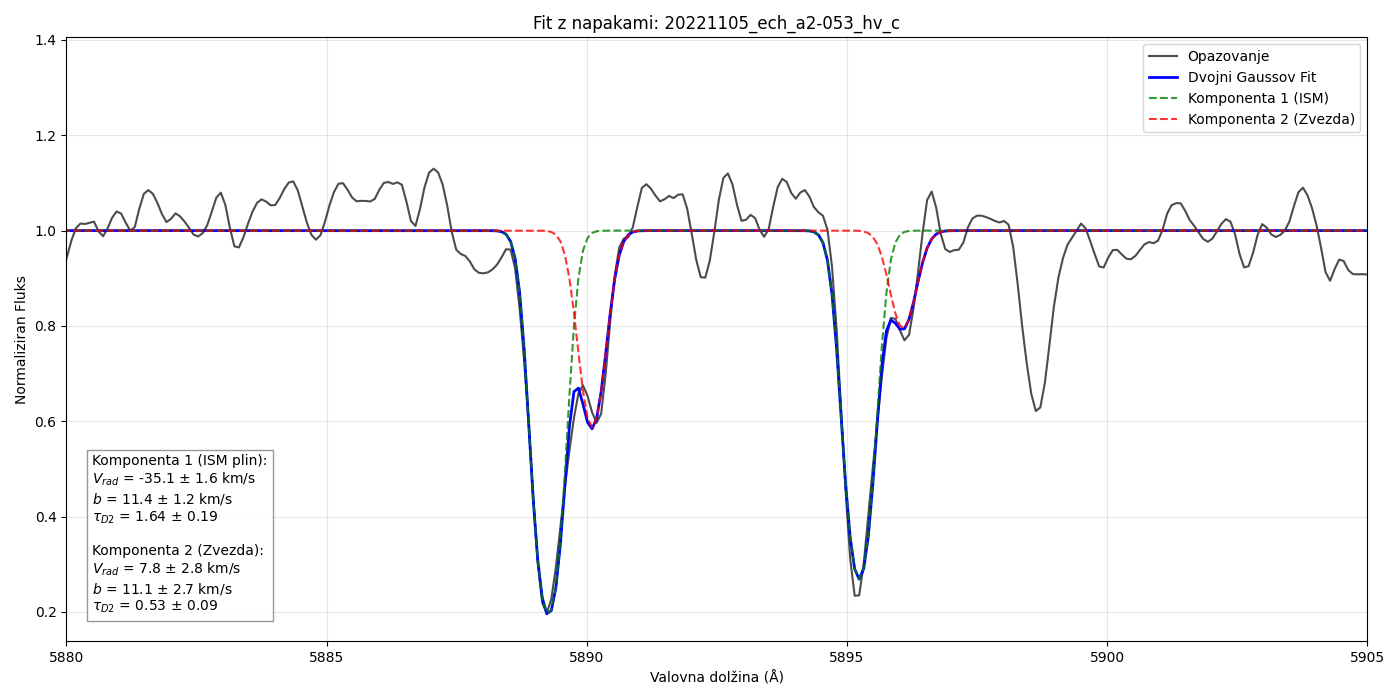 Fit z napakami: 20221105_ech_a2-053_hv_c
Normaliziran Fluks
1.4
1.2
1.0
0.8
0.6
0.4
0.2
Opazovanje
Dvojni Gaussov Fit
Komponenta 1 (ISM)
Komponenta 2 (Zvezda)
Komponenta 1 (ISM plin):
V_rad = -35.1 ± 1.6 km/s
b = 11.4 ± 1.2 km/s
τ_D2 = 1.64 ± 0.19
Komponenta 2 (Zvezda):
V_rad = 7.8 ± 2.8 km/s
b = 11.1 ± 2.7 km/s
τ_D2 = 0.53 ± 0.09
5880 5885 5890 5895 5900 5905
Valovna dolžina (Å)